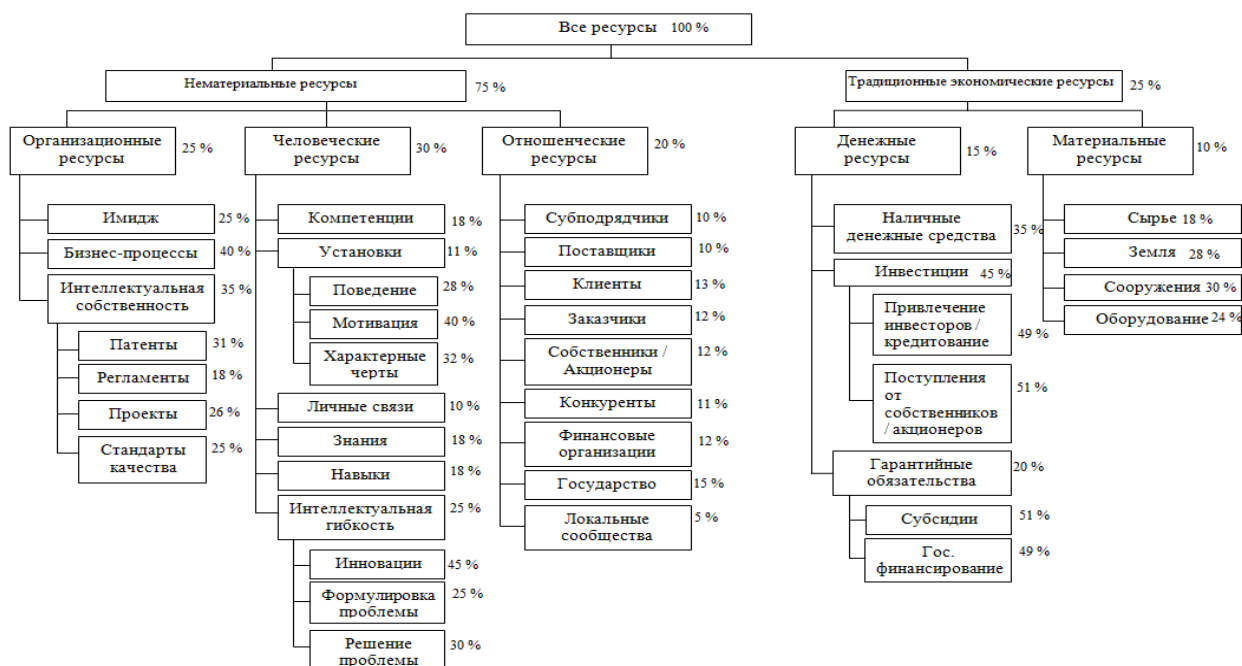 Все ресурсы 100 %
Нематериальные ресурсы 75 %
Традиционные экономические ресурсы 25 %
Организационные
ресурсы 25 %
Человеческие
ресурсы 30 %
Отношенческие
ресурсы 20 %
Денежные
ресурсы 15 %
Материальные
ресурсы 10 %
Имидж 25 %
Бизнес-процессы 40 %
Интеллектуальная
собственность 35 %
Патенты 31 %
Регламенты 18 %
Проекты 26 %
Стандарты
качества 25 %
Компетенции 18 %
Установки 11 %
Поведение 28 %
Мотивация 40 %
Характерные
черты 32 %
Личные связи 10 %
Знания 18 %
Навыки 18 %
Интеллектуальная
гибкость 25 %
Инновации 45 %
Формулировка
проблемы 25 %
Решение
проблемы 30 %
Субподрядчики 10 %
Поставщики 10 %
Клиенты 13 %
Заказчики 12 %
Собственники /
Акционеры 12 %
Конкуренты 11 %
Финансовые
организации 12 %
Государство 15 %
Локальные
сообщества 5 %
Наличные
денежные средства 35 %
Инвестиции 45 %
Привлечение
инвесторов /
кредитование 49 %
Поступления
от
собственников
/ акционеров 51 %
Гарантийные
обязательства 20 %
Субсидии 51 %
Гос.
финансирование 49 %
Сырье 18 %
Земля 28 %
Сооружения 30 %
Оборудование 24 %